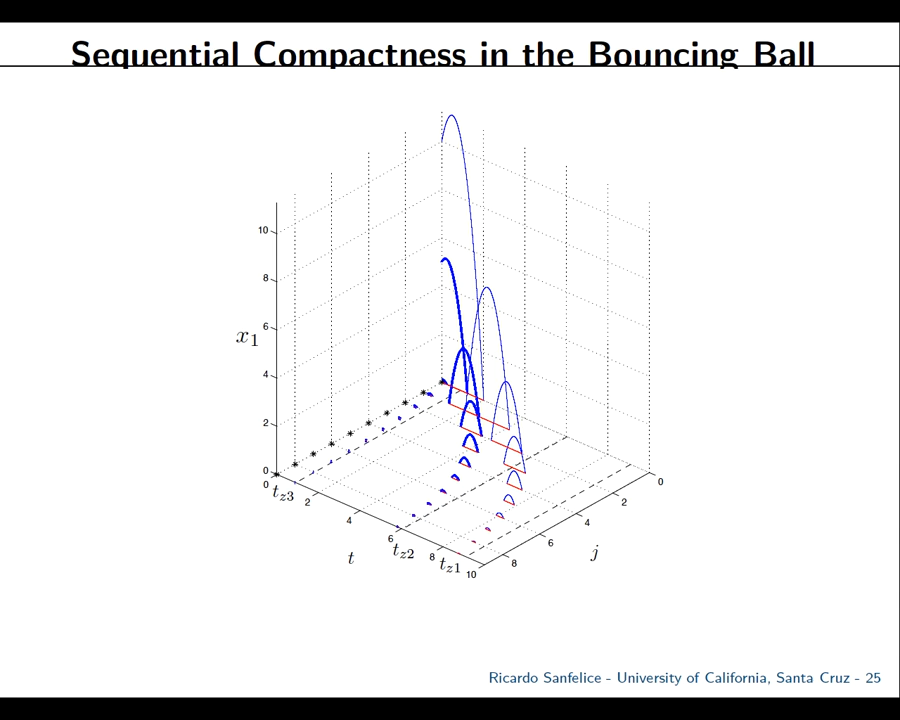 Sequential Compactness in the Bouncing Ball
10
8
x1 6
4
2
0
0 tz3 2 4 6 tz2 8 tz1 10
t
0
2
4
6
8
j
Ricardo Sanfelice - University of California, Santa Cruz - 25